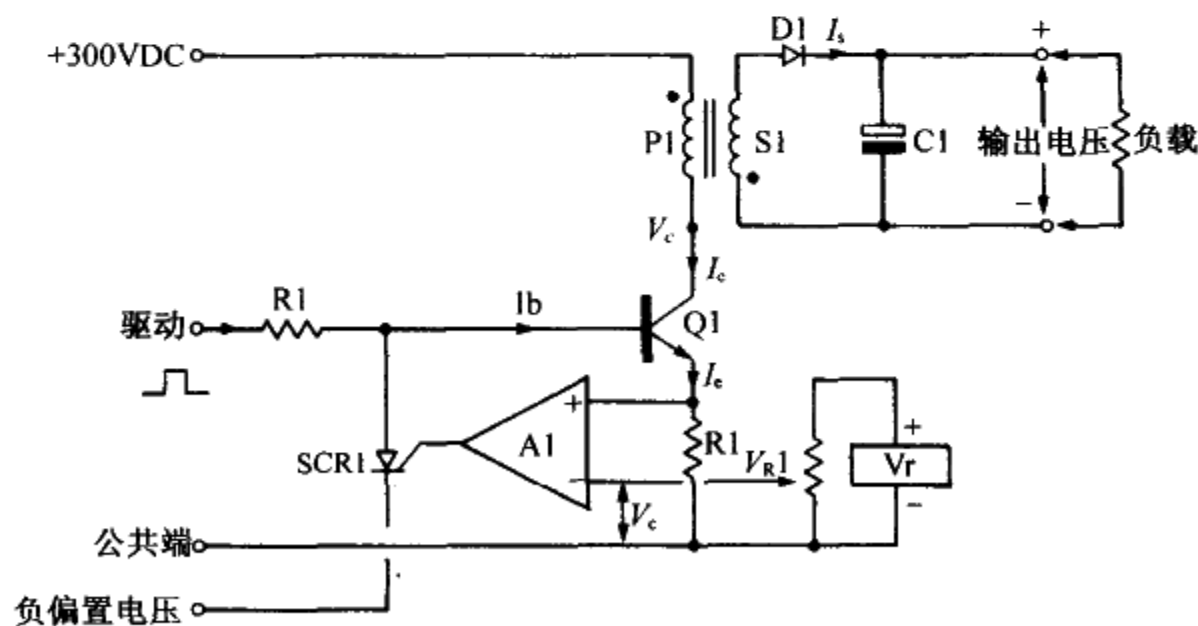 +300VDC
D1
Is
+
P1
S1
C1
输出电压
负载
−
Vc
Ic
R1
驱动
Ib
Q1
Ie
+
A1
R1
VR1
+
Vr
SCR1
−
Vc
−
公共端
负偏置电压